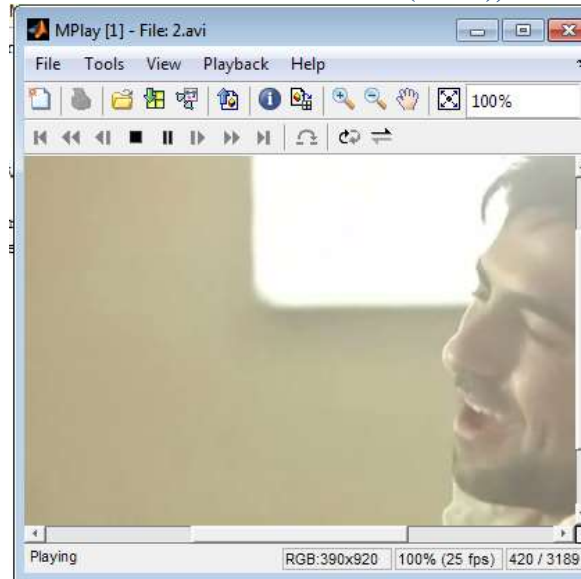 MPlay [1] - File: 2.avi
File Tools View Playback Help
100%
Playing
RGB:390x920 100% (25 fps) 420 / 3189